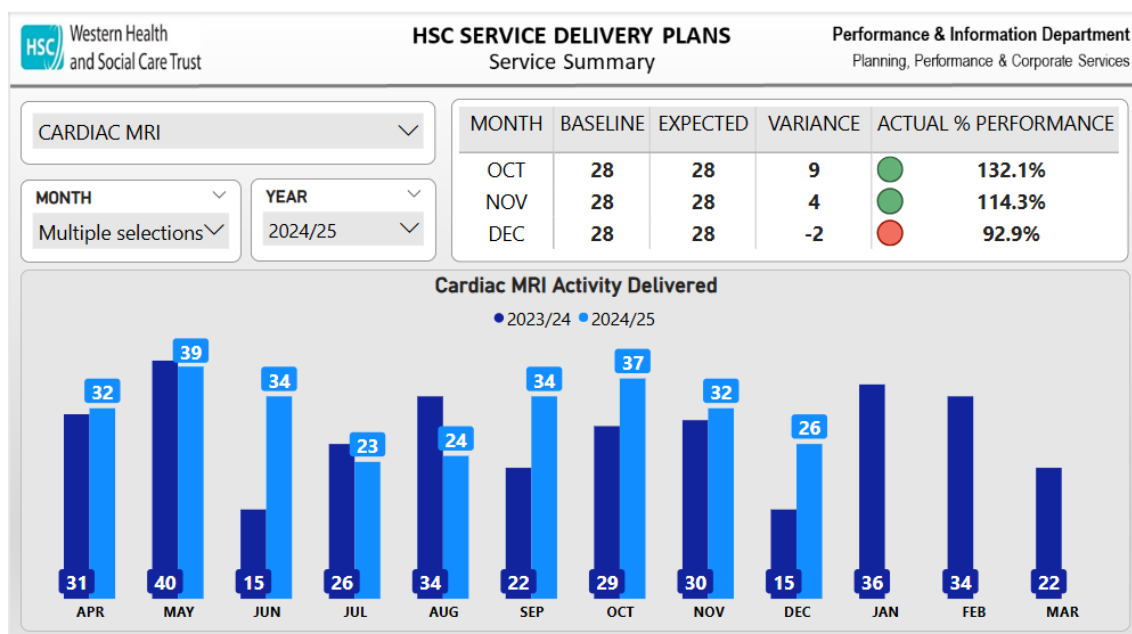 HSC
Western Health
and Social Care Trust
HSC SERVICE DELIVERY PLANS
Service Summary
Performance & Information Department
Planning, Performance & Corporate Services
CARDIAC MRI
MONTH
Multiple selections
YEAR
2024/25
MONTH BASELINE EXPECTED VARIANCE ACTUAL % PERFORMANCE
OCT 28 28 9 132.1%
NOV 28 28 4 114.3%
DEC 28 28 -2 92.9%
Cardiac MRI Activity Delivered
2023/24 2024/25
32 39 34 23 24 34 37 32 26
31 40 15 26 34 22 29 30 15 36 34 22
APR MAY JUN JUL AUG SEP OCT NOV DEC JAN FEB MAR